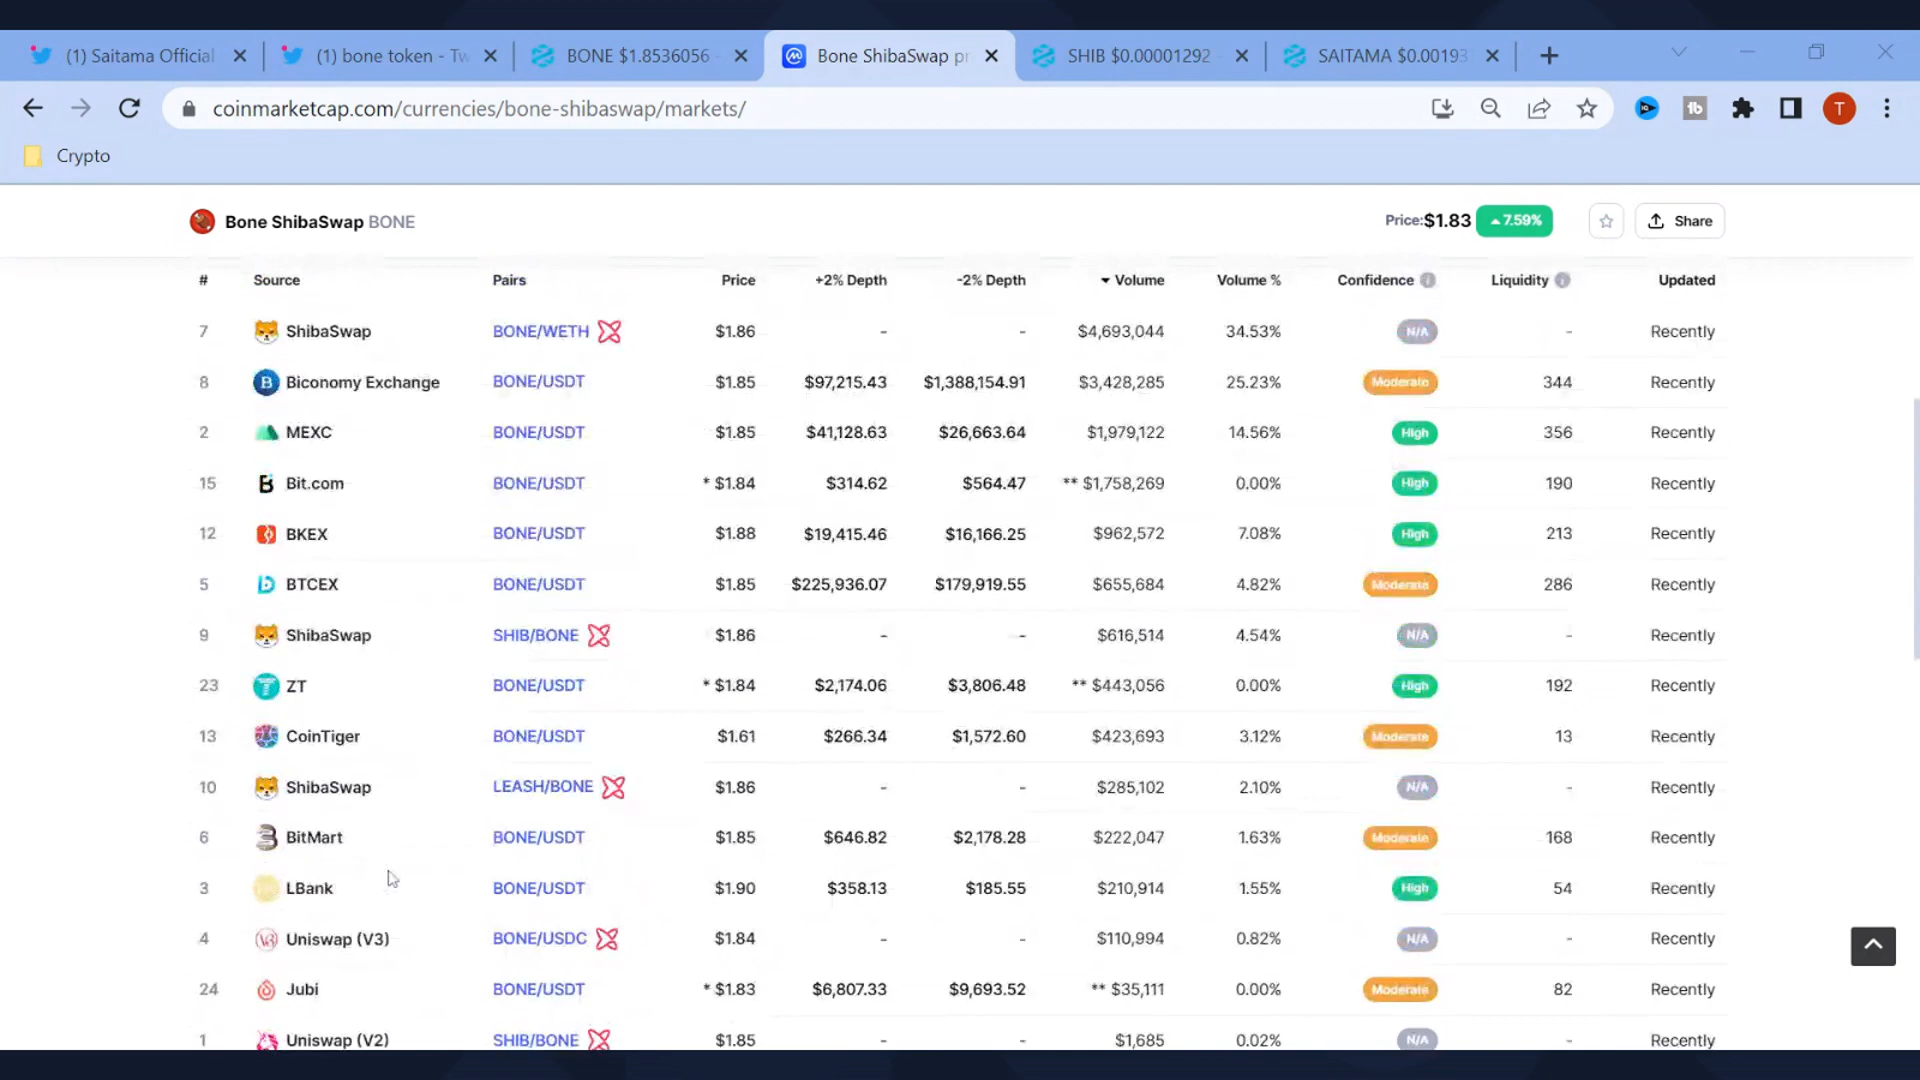 (1) Saitama Official
(1) bone token - Tw
BONE $1.8536056 -
Bone ShibaSwap pr
SHIB $0.00001292
SAITAMA $0.00193
coinmarketcap.com/currencies/bone-shibaswap/markets/
T
Crypto
Bone ShibaSwap BONE
Price:$1.83 7.59% Share
# Source Pairs Price +2% Depth -2% Depth Volume Volume % Confidence Liquidity Updated
7 ShibaSwap BONE/WETH $1.86 - - $4,693,044 34.53% N/A - Recently
8 Biconomy Exchange BONE/USDT $1.85 $97,215.43 $1,388,154.91 $3,428,285 25.23% Moderate 344 Recently
2 MEXC BONE/USDT $1.85 $41,128.63 $26,663.64 $1,979,122 14.56% High 356 Recently
15 Bit.com BONE/USDT * $1.84 $314.62 $564.47 ** $1,758,269 0.00% High 190 Recently
12 BKEX BONE/USDT $1.88 $19,415.46 $16,166.25 $962,572 7.08% High 213 Recently
5 BTCEX BONE/USDT $1.85 $225,936.07 $179,919.55 $655,684 4.82% Moderate 286 Recently
9 ShibaSwap SHIB/BONE $1.86 - - $616,514 4.54% N/A - Recently
23 ZT BONE/USDT * $1.84 $2,174.06 $3,806.48 ** $443,056 0.00% High 192 Recently
13 CoinTiger BONE/USDT $1.61 $266.34 $1,572.60 $423,693 3.12% Moderate 13 Recently
10 ShibaSwap LEASH/BONE $1.86 - - $285,102 2.10% N/A - Recently
6 BitMart BONE/USDT $1.85 $646.82 $2,178.28 $222,047 1.63% Moderate 168 Recently
3 LBank BONE/USDT $1.90 $358.13 $185.55 $210,914 1.55% High 54 Recently
4 Uniswap (V3) BONE/USDC $1.84 - - $110,994 0.82% N/A - Recently
24 Jubi BONE/USDT * $1.83 $6,807.33 $9,693.52 ** $35,111 0.00% Moderate 82 Recently
1 Uniswap (V2) SHIB/BONE $1.85 - - $1,685 0.02% N/A - Recently